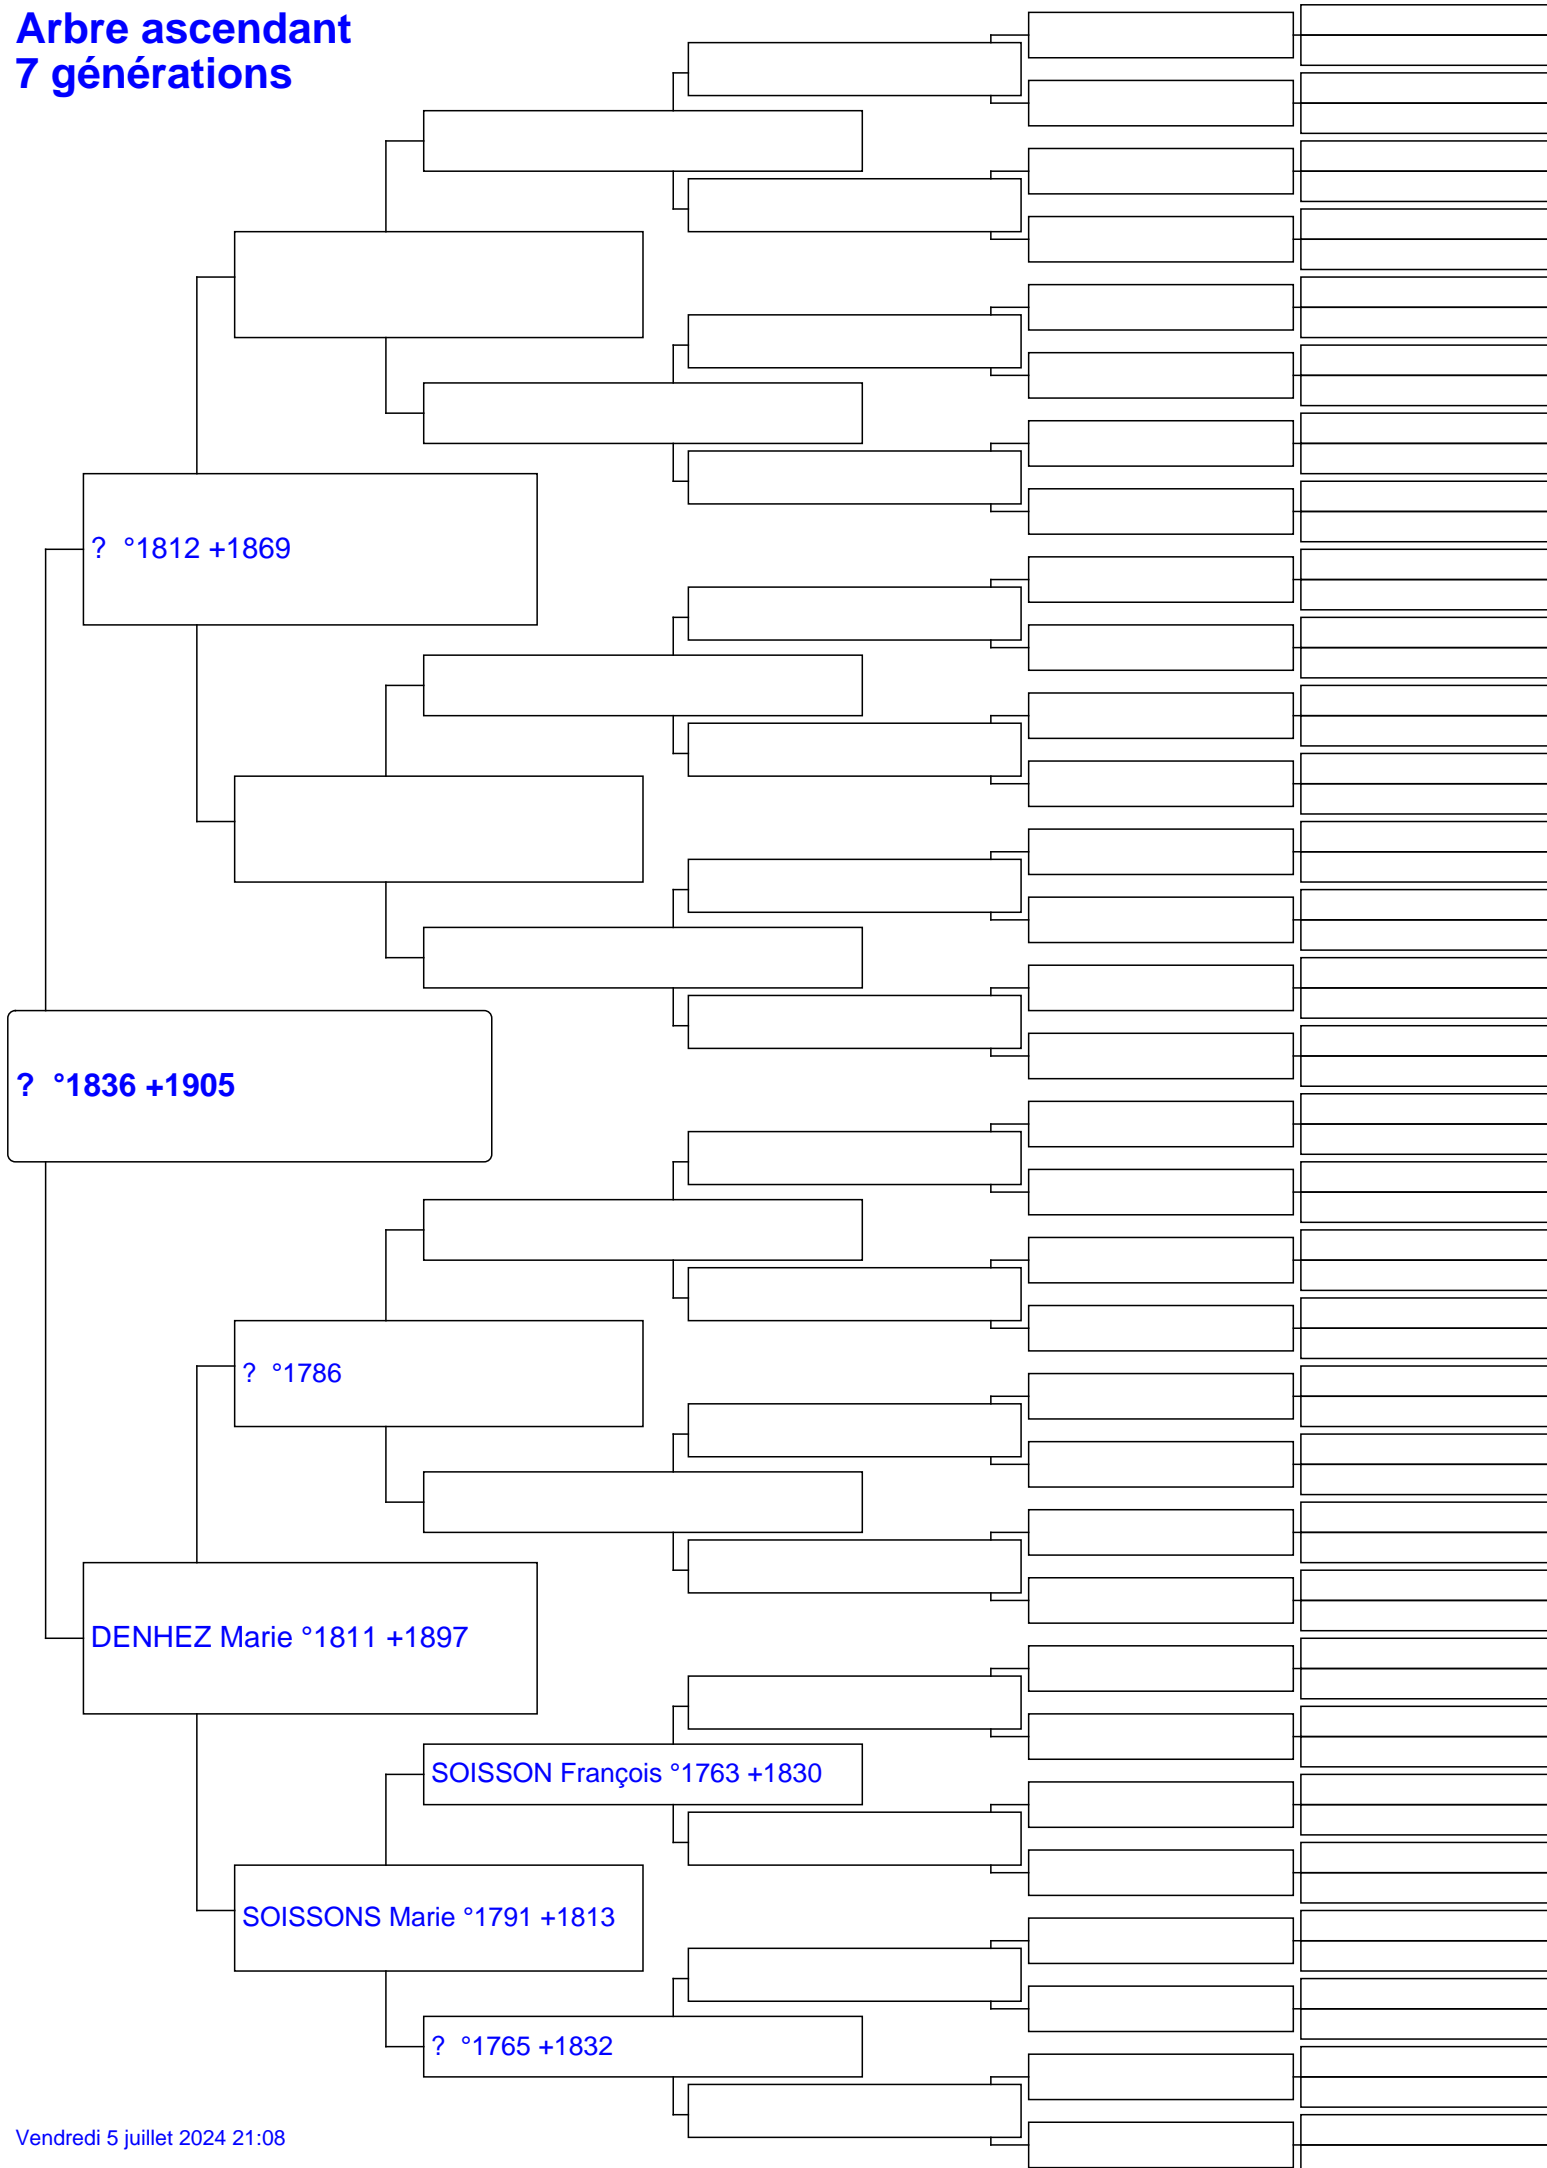 Arbre ascendant
7 générations
? °1812 +1869
? °1836 +1905
? °1786
DENHEZ Marie °1811 +1897
SOISSON François °1763 +1830
SOISSONS Marie °1791 +1813
? °1765 +1832
Vendredi 5 juillet 2024 21:08